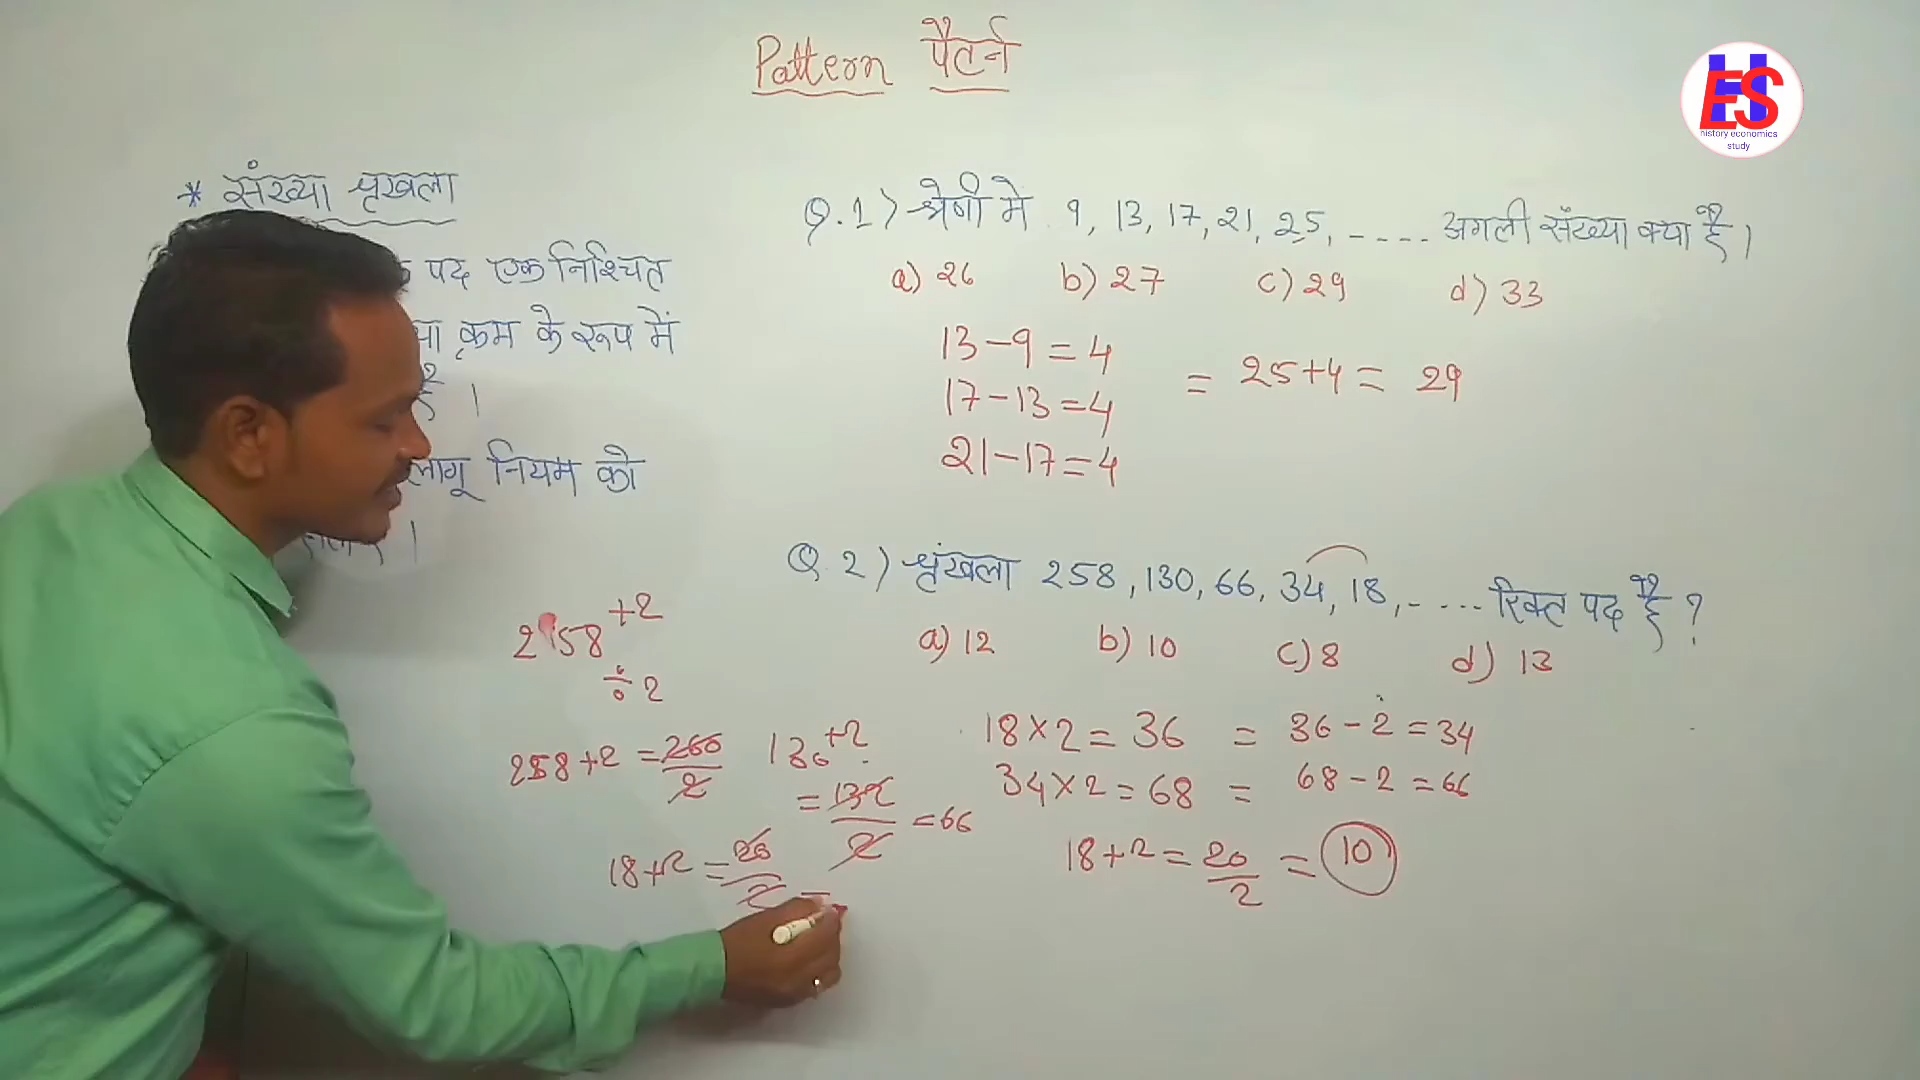 Pattern पैटर्न
HES
history economics
study
* संख्या श्रृखला
पद एक निश्चित
क्रम के रूप में
है ।
लागू नियम को
Q.1) श्रेणी में 9, 13, 17, 21, 25, ---- अगली संख्या क्या है ।
a) 26 b) 27 c) 29 d) 33
13-9=4
17-13=4
21-17=4
= 25+4= 29
Q.2) श्रृंखला 258, 130, 66, 34, 18, ---- रिक्त पद है ?
a) 12 b) 10 c) 8 d) 13
258 +2
÷2
258+2 = 260/2
130 +2
= 132/2 = 66
18+2 = 20/2 =
18×2= 36 = 36-2=34
34×2=68 = 68-2=66
18+2=20/2 = 10